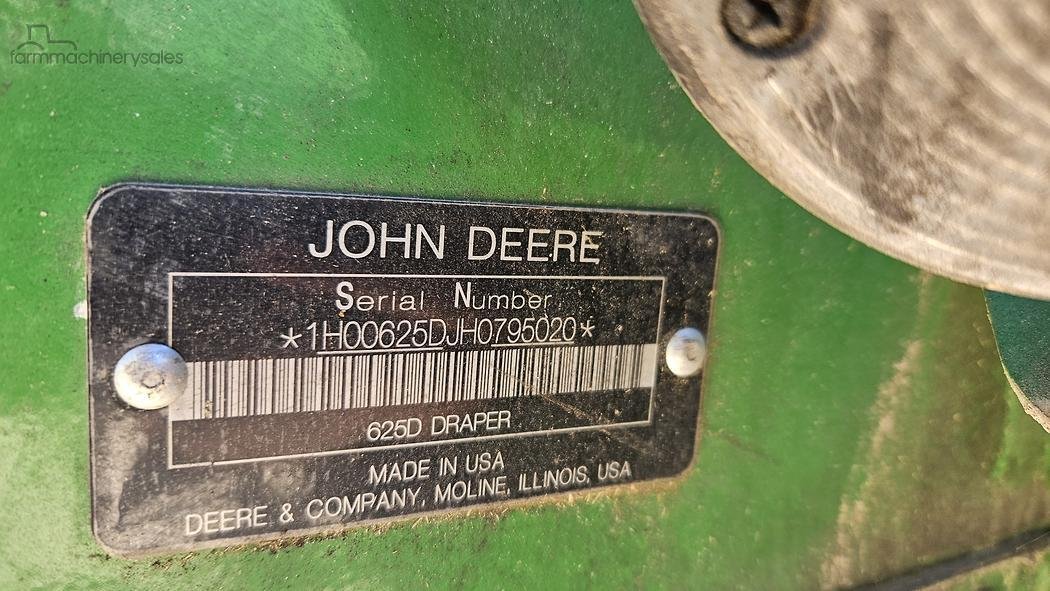 farmmachinerysales
JOHN DEERE
Serial Number
*1H00625DJH0795020*
625D DRAPER
MADE IN USA
DEERE & COMPANY, MOLINE, ILLINOIS, USA